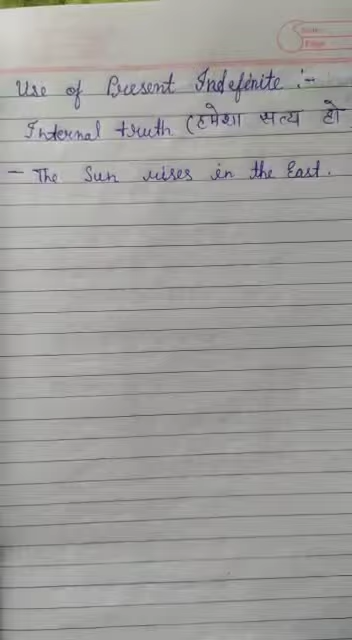 Use of Present Indefinite :-
Internal truth (हमेशा सत्य हो
- The Sun rises in the East.